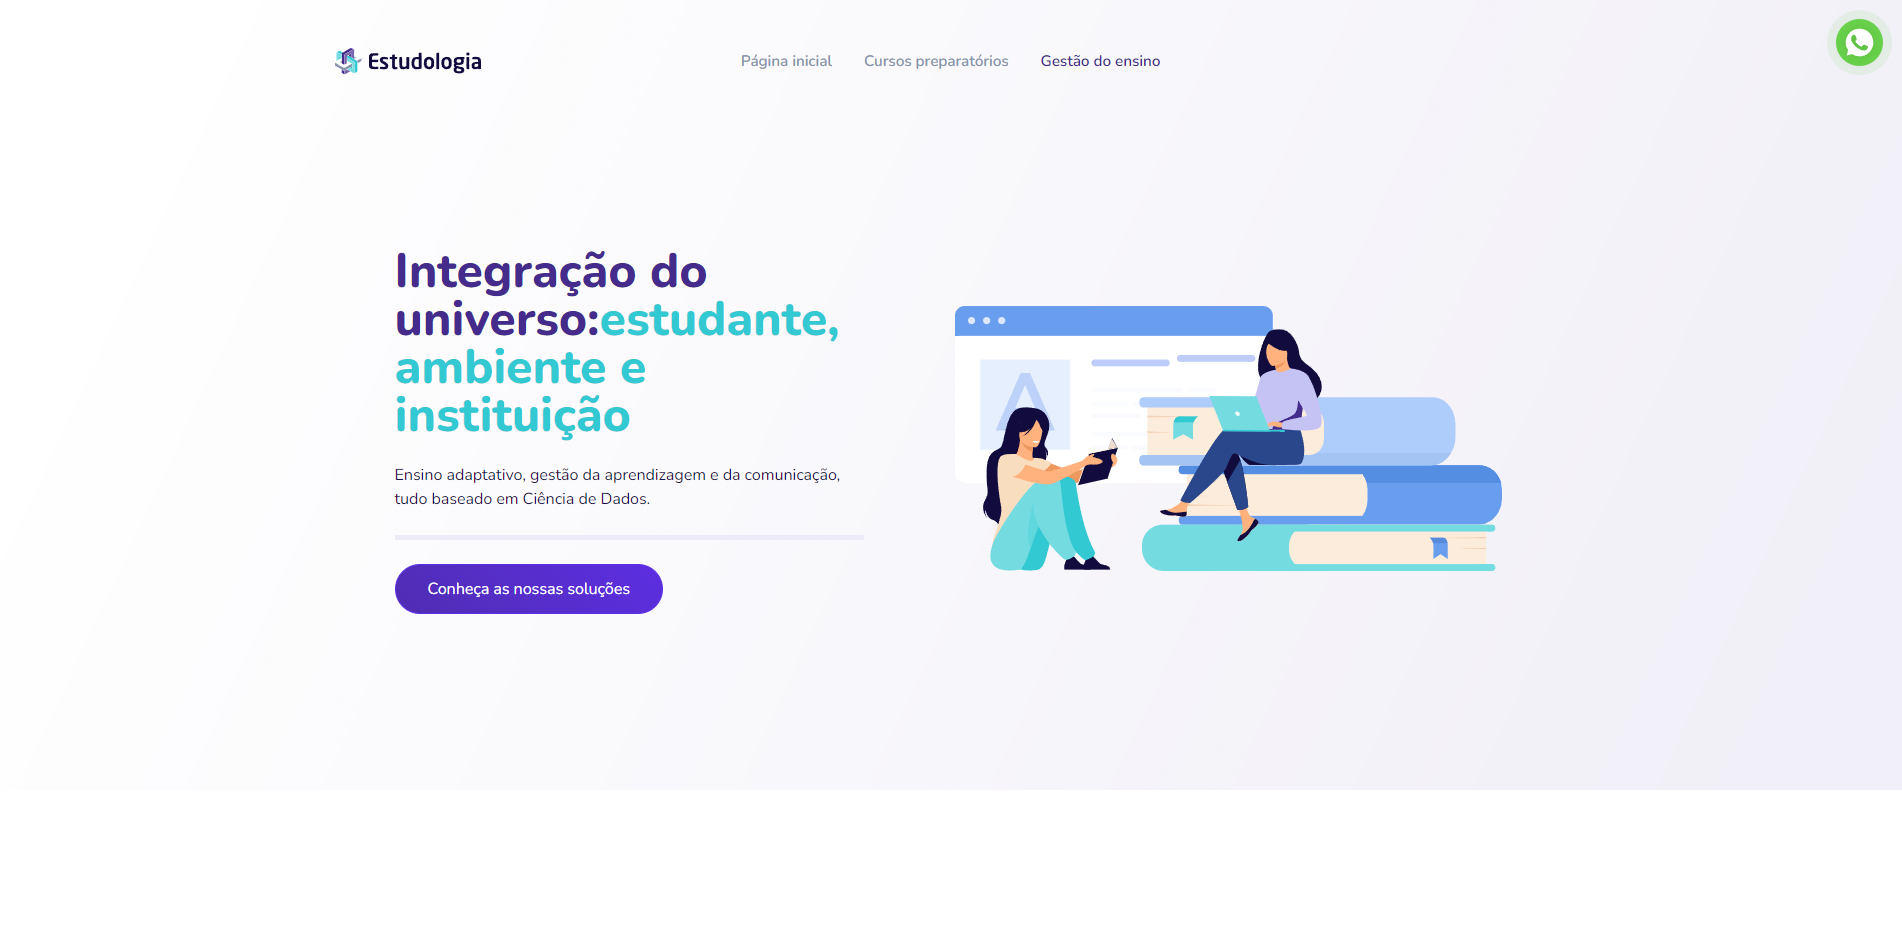 Estudologia
Página inicial
Cursos preparatórios
Gestão do ensino
Integração do
universo:estudante,
ambiente e
instituição
Ensino adaptativo, gestão da aprendizagem e da comunicação,
tudo baseado em Ciência de Dados.
Conheça as nossas soluções
A